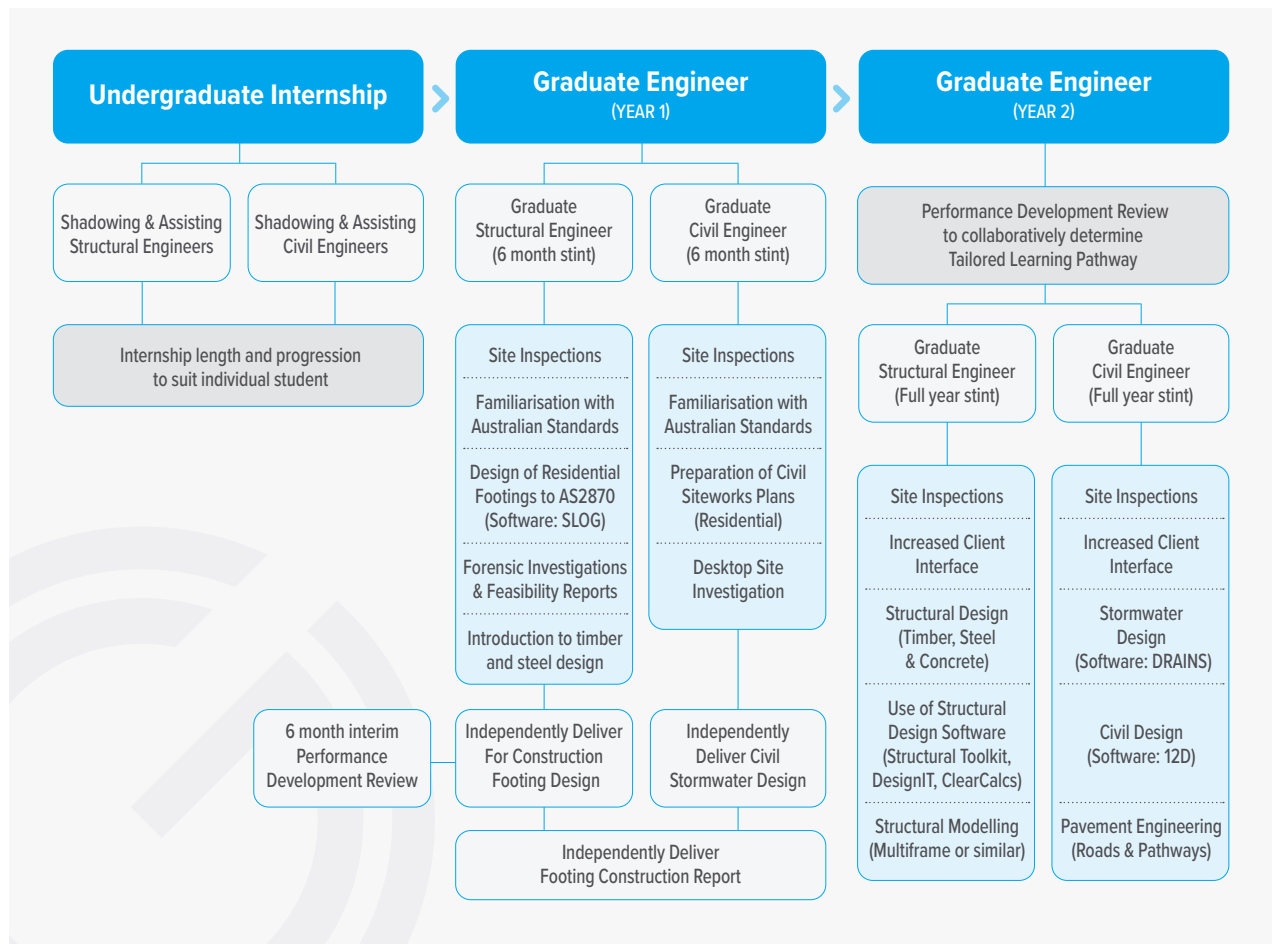 Undergraduate Internship
Shadowing & Assisting
Structural Engineers
Shadowing & Assisting
Civil Engineers
Internship length and progression
to suit individual student
Graduate Engineer
(YEAR 1)
Graduate
Structural Engineer
(6 month stint)
Site Inspections
Familiarisation with
Australian Standards
Design of Residential
Footings to AS2870
(Software: SLOG)
Forensic Investigations
& Feasibility Reports
Introduction to timber
and steel design
6 month interim
Performance
Development Review
Independently Deliver
For Construction
Footing Design
Graduate
Civil Engineer
(6 month stint)
Site Inspections
Familiarisation with
Australian Standards
Preparation of Civil
Siteworks Plans
(Residential)
Desktop Site
Investigation
Independently
Deliver Civil
Stormwater Design
Independently Deliver
Footing Construction Report
Graduate Engineer
(YEAR 2)
Performance Development Review
to collaboratively determine
Tailored Learning Pathway
Graduate
Structural Engineer
(Full year stint)
Site Inspections
Increased Client
Interface
Structural Design
(Timber, Steel
& Concrete)
Use of Structural
Design Software
(Structural Toolkit,
DesignIT, ClearCalcs)
Structural Modelling
(Multiframe or similar)
Graduate
Civil Engineer
(Full year stint)
Site Inspections
Increased Client
Interface
Stormwater
Design
(Software: DRAINS)
Civil Design
(Software: 12D)
Pavement Engineering
(Roads & Pathways)